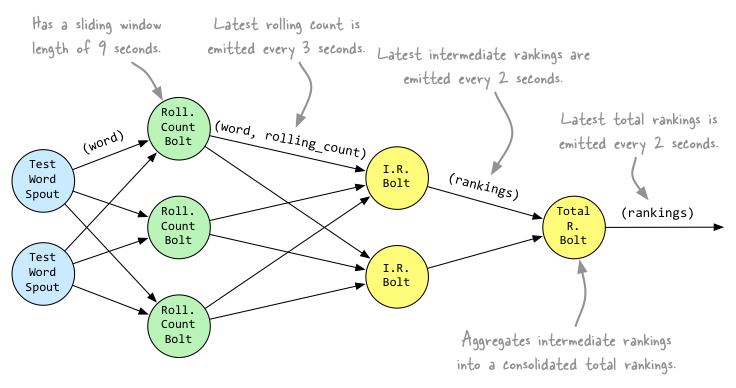 Has a sliding window
length of 9 seconds.
Latest rolling count is
emitted every 3 seconds.
Latest intermediate rankings are
emitted every 2 seconds.
Latest total rankings is
emitted every 2 seconds.
(word)
Roll.
Count
Bolt
(word, rolling_count)
Test
Word
Spout
I.R.
Bolt
(rankings)
Roll.
Count
Bolt
Total
R.
Bolt
(rankings)
Test
Word
Spout
I.R.
Bolt
Roll.
Count
Bolt
Aggregates intermediate rankings
into a consolidated total rankings.